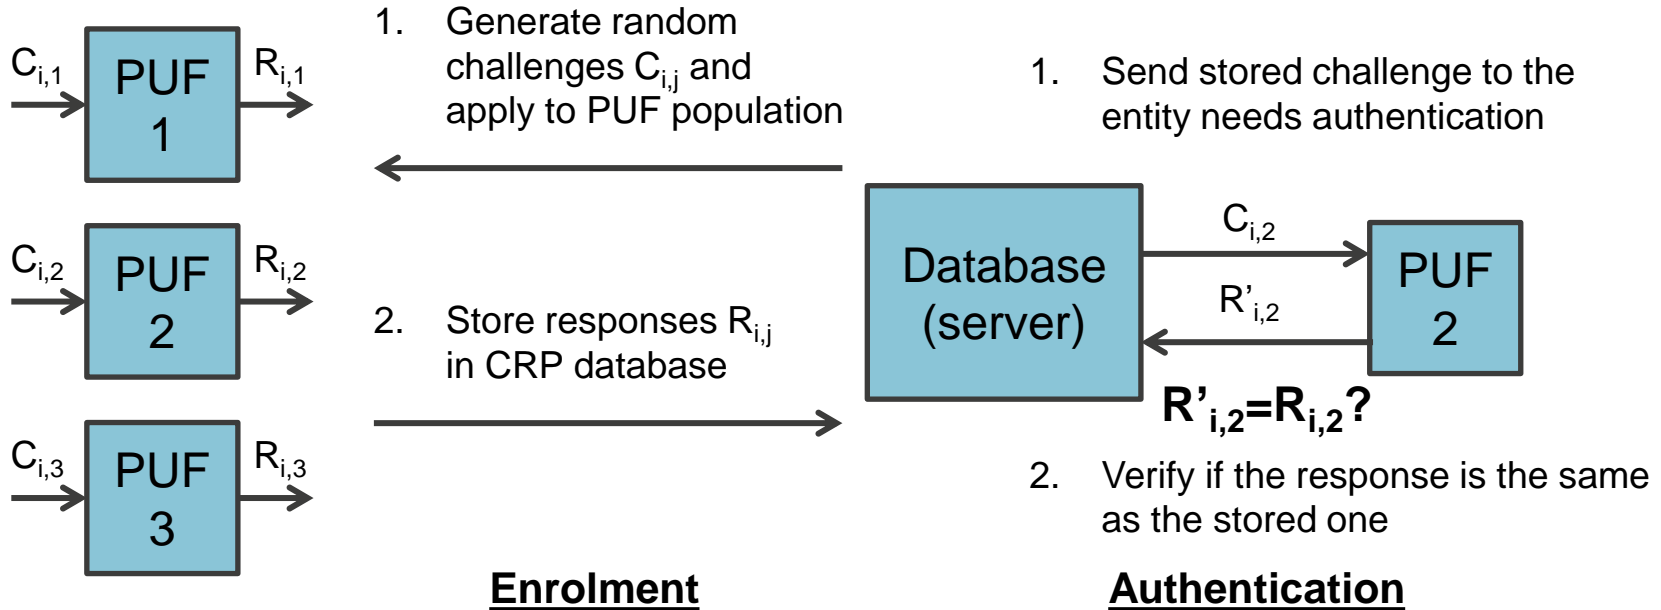 C_{i,1}
PUF
1
R_{i,1}
C_{i,2}
PUF
2
R_{i,2}
C_{i,3}
PUF
3
R_{i,3}
1. Generate random
challenges C_{i,j} and
apply to PUF population
2. Store responses R_{i,j}
in CRP database
Enrolment
1. Send stored challenge to the
entity needs authentication
Database
(server)
C_{i,2}
R'_{i,2}
PUF
2
R'_{i,2}=R_{i,2}?
2. Verify if the response is the same
as the stored one
Authentication